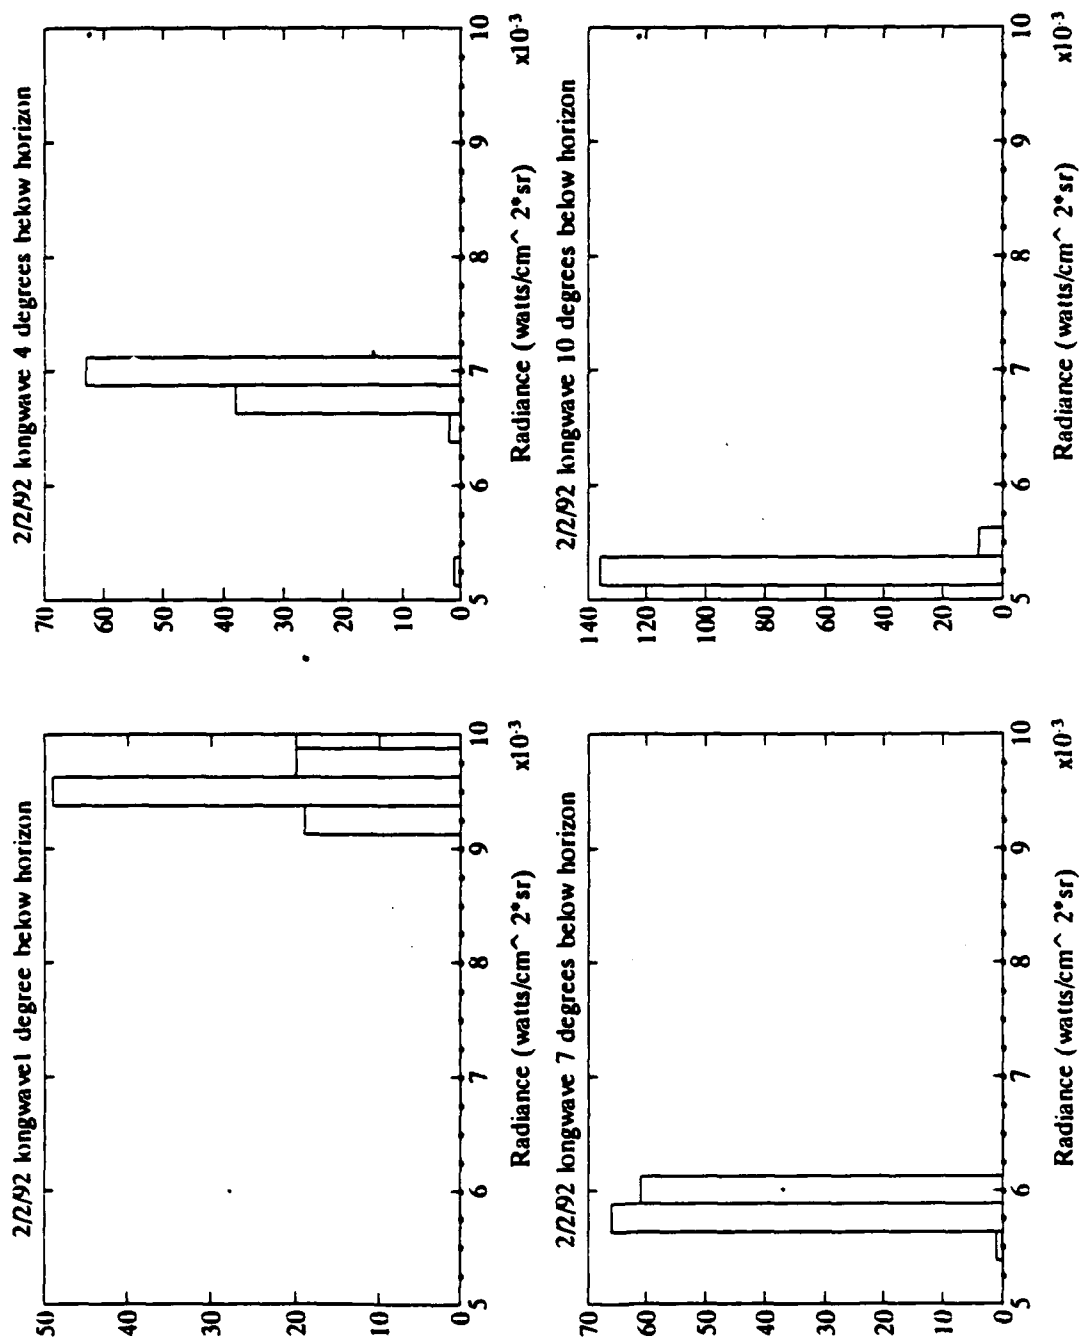 2/2/92 longwave1 degree below horizon
50
40
30
20
10
0
5 6 7 8 9 10
x10-3
Radiance (watts/cm^ 2*sr)
2/2/92 longwave 4 degrees below horizon
70
60
50
40
30
20
10
0
5 6 7 8 9 10
x10-3
Radiance (watts/cm^ 2*sr)
2/2/92 longwave 7 degrees below horizon
70
60
50
40
30
20
10
0
5 6 7 8 9 10
x10-3
Radiance (watts/cm^ 2*sr)
2/2/92 longwave 10 degrees below horizon
140
120
100
80
60
40
20
0
5 6 7 8 9 10
x10-3
Radiance (watts/cm^ 2*sr)